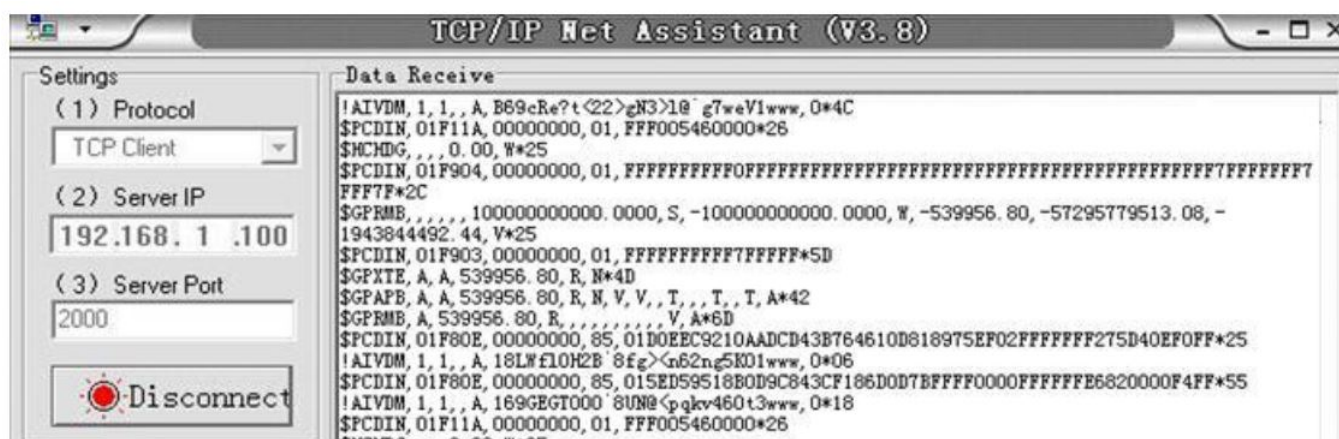 TCP/IP Net Assistant (V3.8)
Settings
(1) Protocol
TCP Client
(2) Server IP
192.168. 1 .100
(3) Server Port
2000
Disconnect
Data Receive
!AIVDM,1,1,,A,B69cRe?t<22>gN3>l@`g7weV1www,0*4C
$PCDIN,01F11A,00000000,01,FFF005460000*26
$HCHDG,,,,0.00,W*25
$PCDIN,01F904,00000000,01,FFFFFFFFFF0FFFFFFFFFFFFFFFFFFFFFFFFFFFFFFFFFFFFFFFFFFFFFFF7FFFFFFF7
FFF7F*2C
$GPRMB,,,,,,100000000000.0000,S,-100000000000.0000,W,-539956.80,-57295779513.08,-
1943844492.44,V*25
$PCDIN,01F903,00000000,01,FFFFFFFFFF7FFFFF*5D
$GPXTE,A,A,539956.80,R,N*4D
$GPAPB,A,A,539956.80,R,N,V,V,,T,,,T,,T,A*42
$GPRMB,A,539956.80,R,,,,,,,,,,V,A*6D
$PCDIN,01F80E,00000000,85,01D0EEC9210AADCD43B764610D818975EF02FFFFFFF275D40EF0FF*25
!AIVDM,1,1,,A,18LWfl0H2B`8fg><n62ng5K01www,0*06
$PCDIN,01F80E,00000000,85,015ED59518B0D9C843CF186D0D7BFFFF0000FFFFFFE6820000F4FF*55
!AIVDM,1,1,,A,169GEGT000`8UN@<pqkv460t3www,0*18
$PCDIN,01F11A,00000000,01,FFF005460000*26